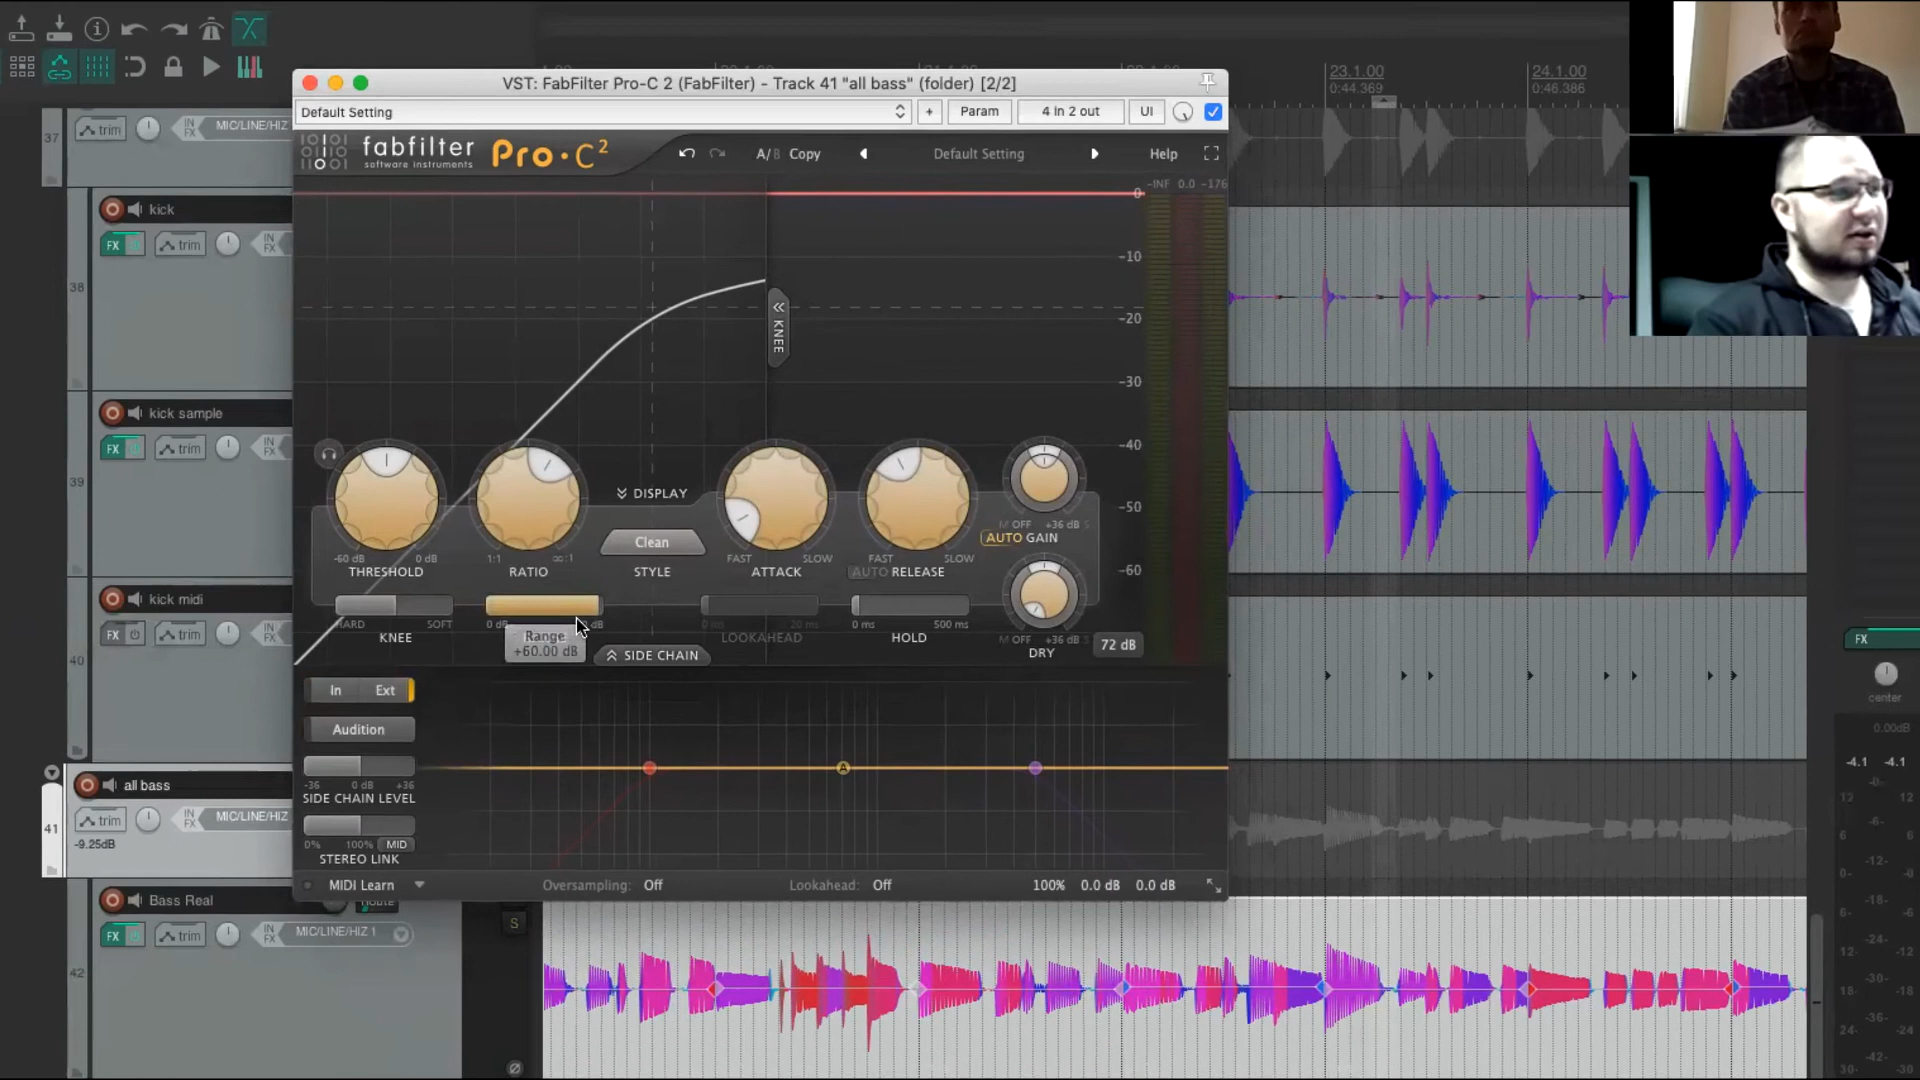 VST: FabFilter Pro-C 2 (FabFilter) - Track 41 "all bass" (folder) [2/2]
Default Setting
+
Param
4 in 2 out
UI
fabfilter
software instruments
Pro·C²
A/B Copy
Default Setting
Help
-INF 0.0 -176
0
-10
-20
-30
-40
-50
-60
KNEE
DISPLAY
Clean
-60 dB 0 dB
THRESHOLD
1:1 ∞:1
RATIO
STYLE
FAST SLOW
ATTACK
FAST SLOW
AUTO RELEASE
M OFF +36 dB S
AUTO GAIN
HARD SOFT
KNEE
0 dB
Range
+60.00 dB
0 ms 20 ms
LOOKAHEAD
0 ms 500 ms
HOLD
M OFF +36 dB S
DRY
72 dB
SIDE CHAIN
In Ext
Audition
-36 0 dB +36
SIDE CHAIN LEVEL
0% 100% MID
STEREO LINK
MIDI Learn
Oversampling: Off
Lookahead: Off
100% 0.0 dB 0.0 dB
37
trim
IN FX
MIC/LINE/HIZ
38
kick
FX
trim
IN FX
39
kick sample
FX
trim
IN FX
40
kick midi
FX
trim
IN FX
41
all bass
trim
IN FX
MIC/LINE/HIZ
-9.25dB
42
Bass Real
Route
FX
trim
IN FX
MIC/LINE/HIZ 1
S
23.1.00
0:44.369
24.1.00
0:46.386
FX
center
0.00dB
-4.1 -4.1